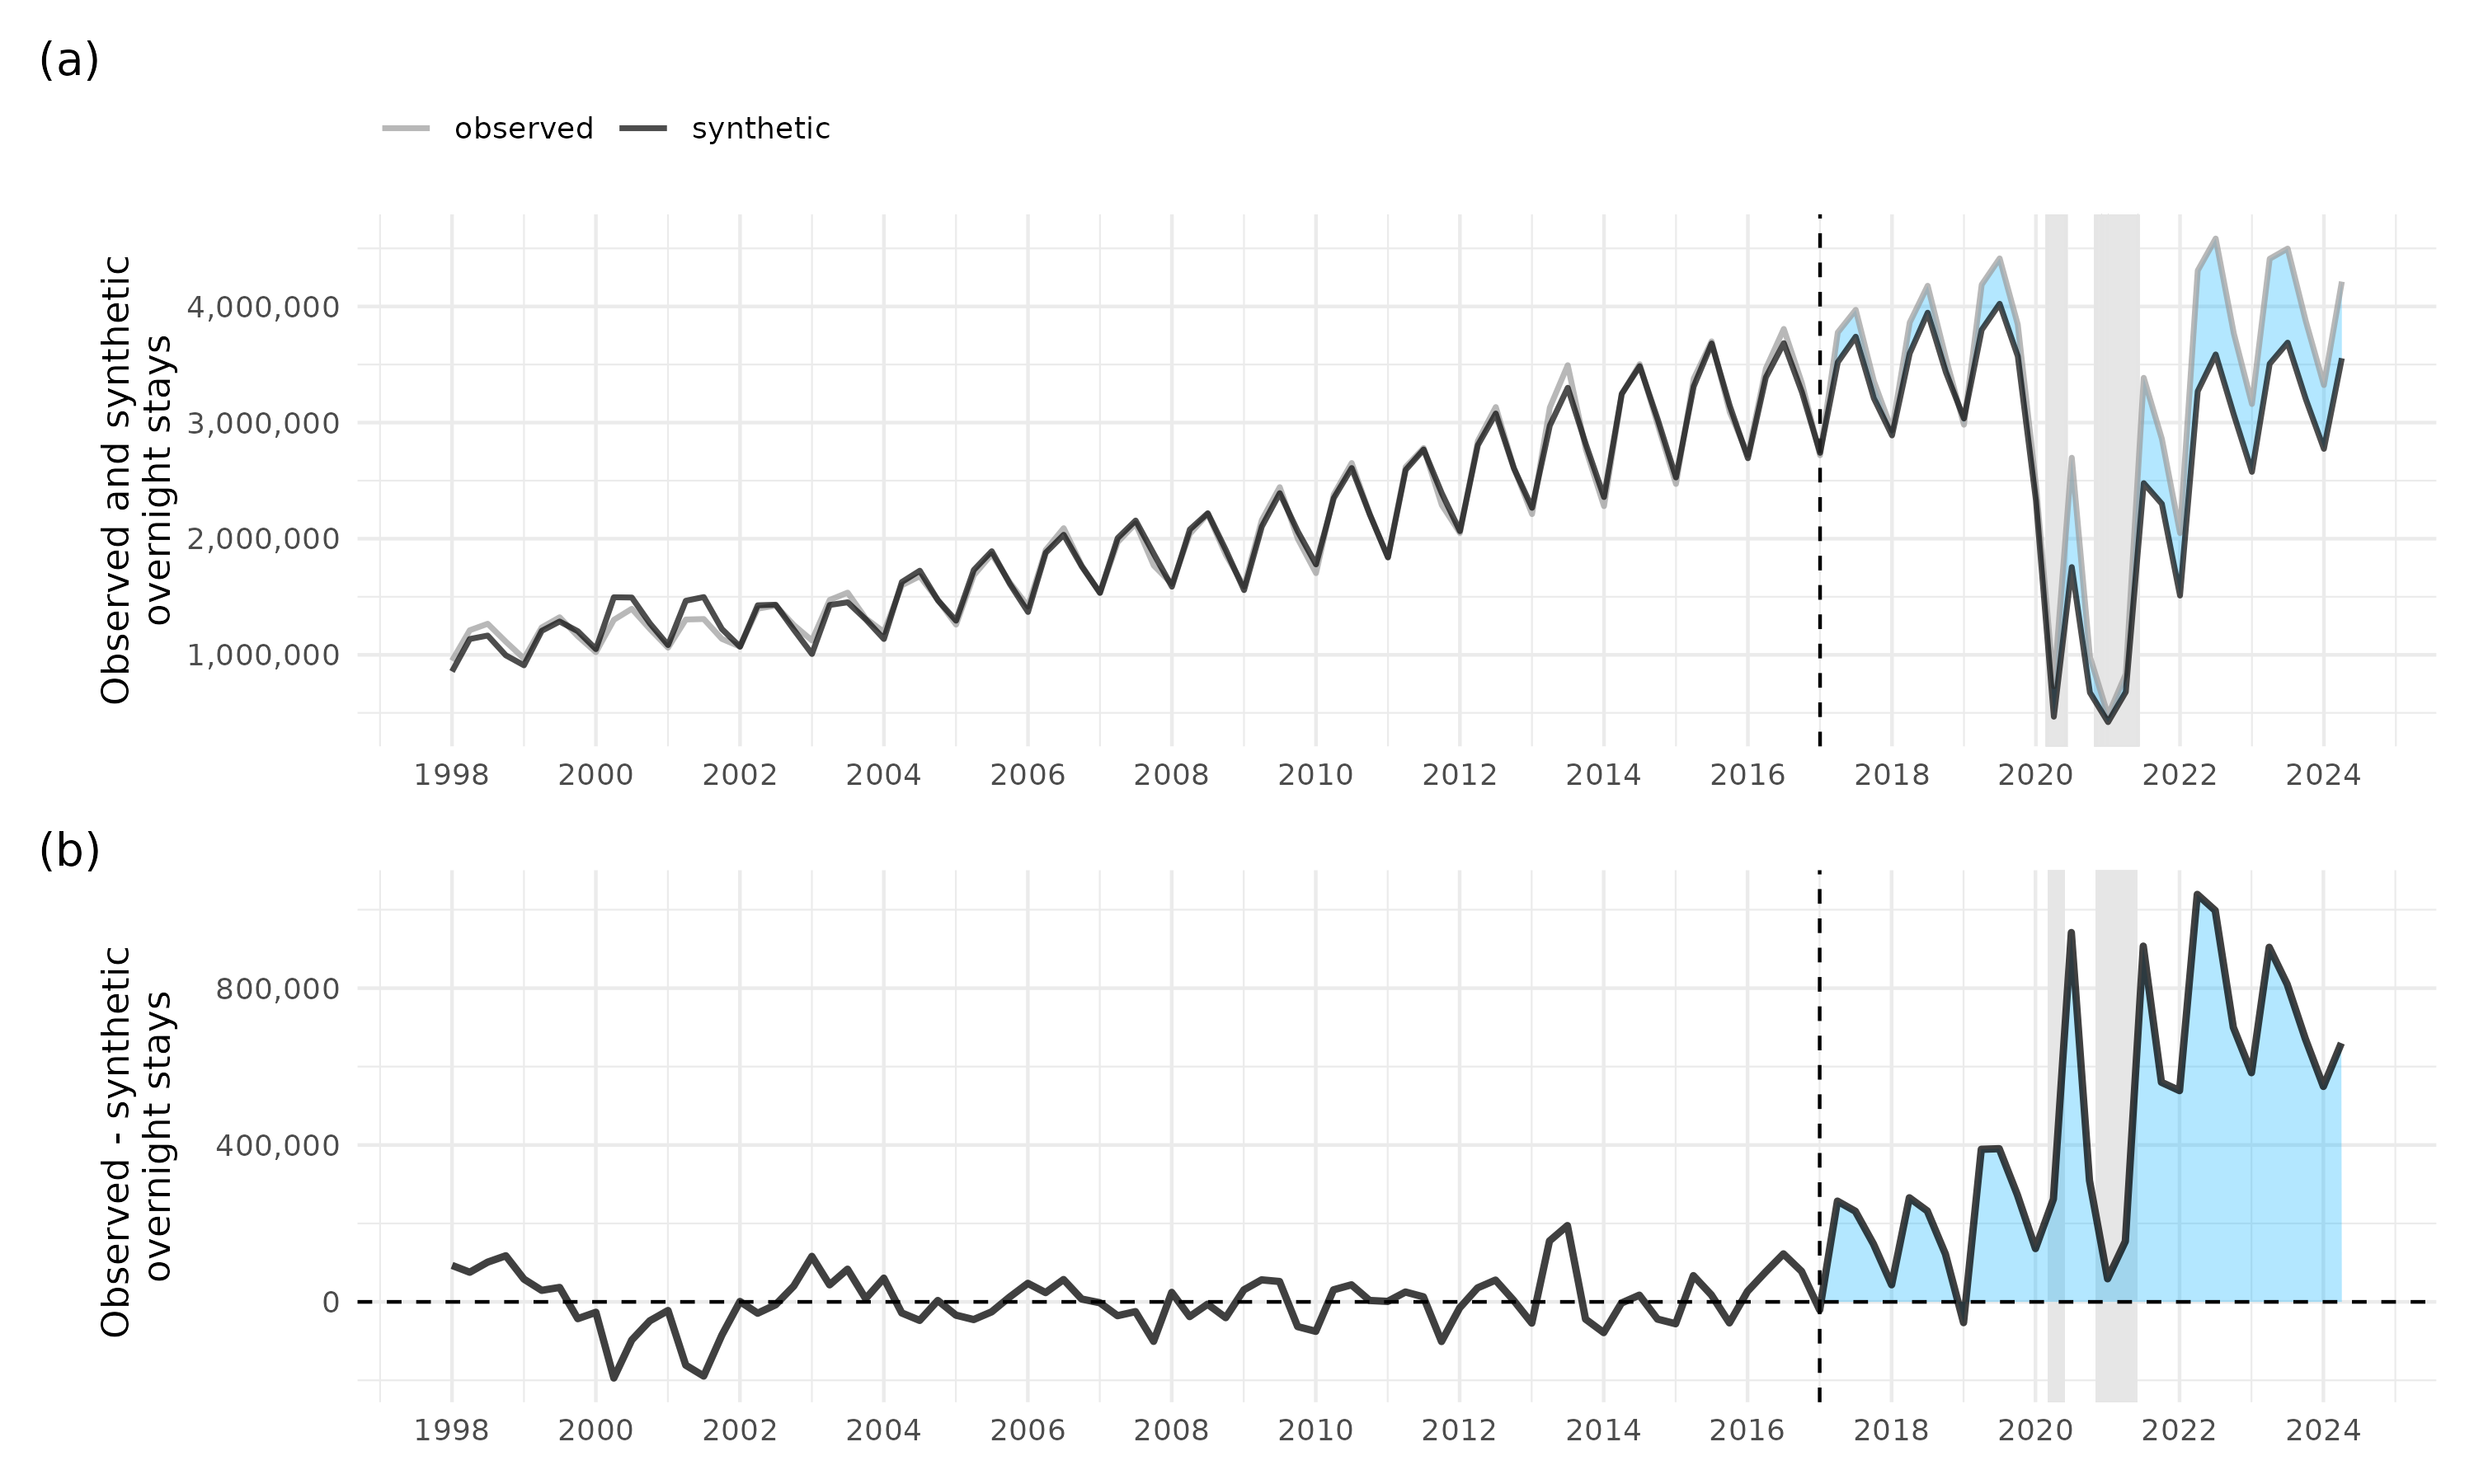 (a)
observed
synthetic
Observed and synthetic
overnight stays
4,000,000
3,000,000
2,000,000
1,000,000
1998 2000 2002 2004 2006 2008 2010 2012 2014 2016 2018 2020 2022 2024
(b)
Observed - synthetic
overnight stays
800,000
400,000
0
1998 2000 2002 2004 2006 2008 2010 2012 2014 2016 2018 2020 2022 2024